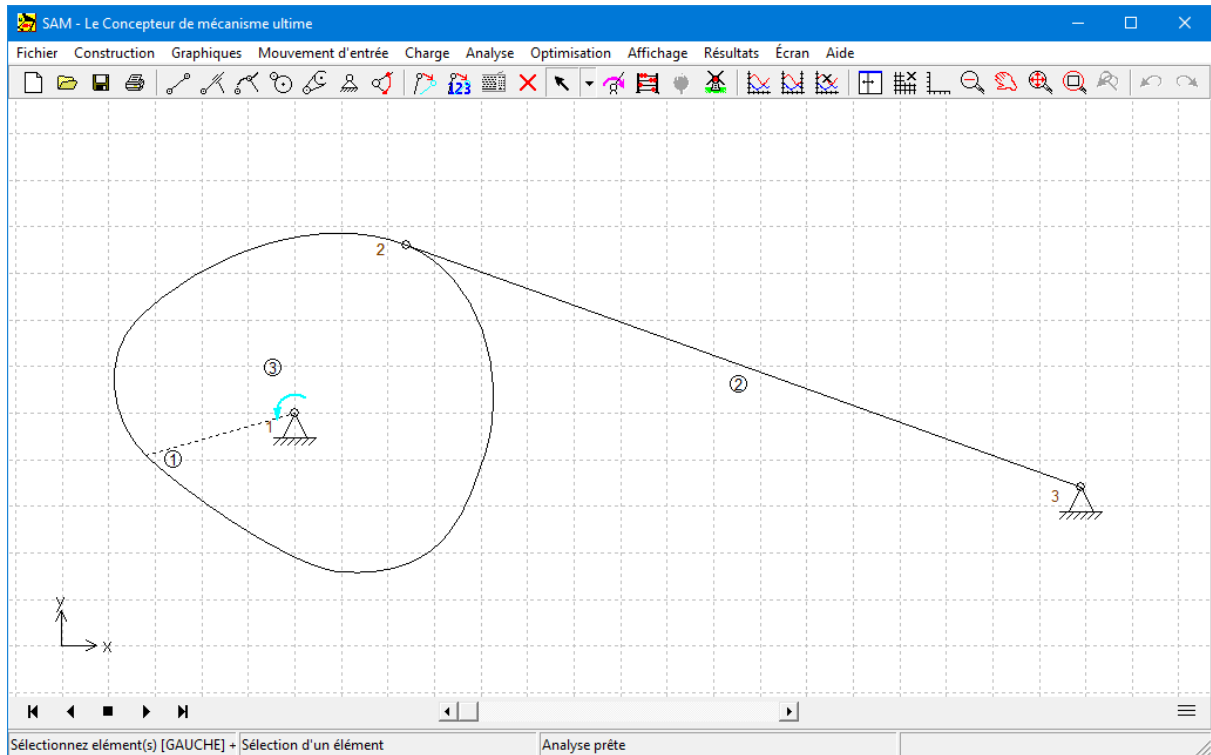 SAM - Le Concepteur de mécanisme ultime
Fichier Construction Graphiques Mouvement d'entrée Charge Analyse Optimisation Affichage Résultats Écran Aide
123
2
3
2
1
1
3
y
x
Sélectionnez elément(s) [GAUCHE] + Sélection d'un élément Analyse prête